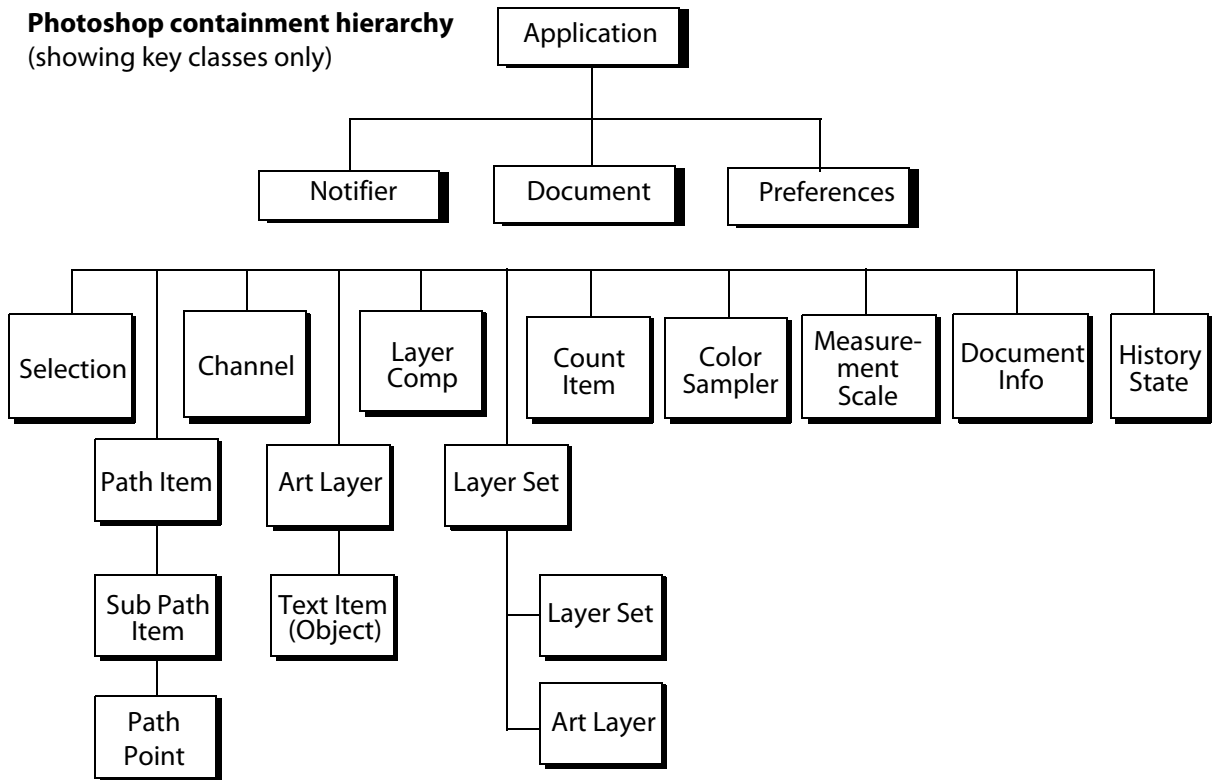 Photoshop containment hierarchy
(showing key classes only)
Application
Notifier
Document
Preferences
Selection
Channel
Layer
Comp
Count
Item
Color
Sampler
Measure-
ment
Scale
Document
Info
History
State
Path Item
Art Layer
Layer Set
Sub Path
Item
Text Item
(Object)
Layer Set
Path
Point
Art Layer